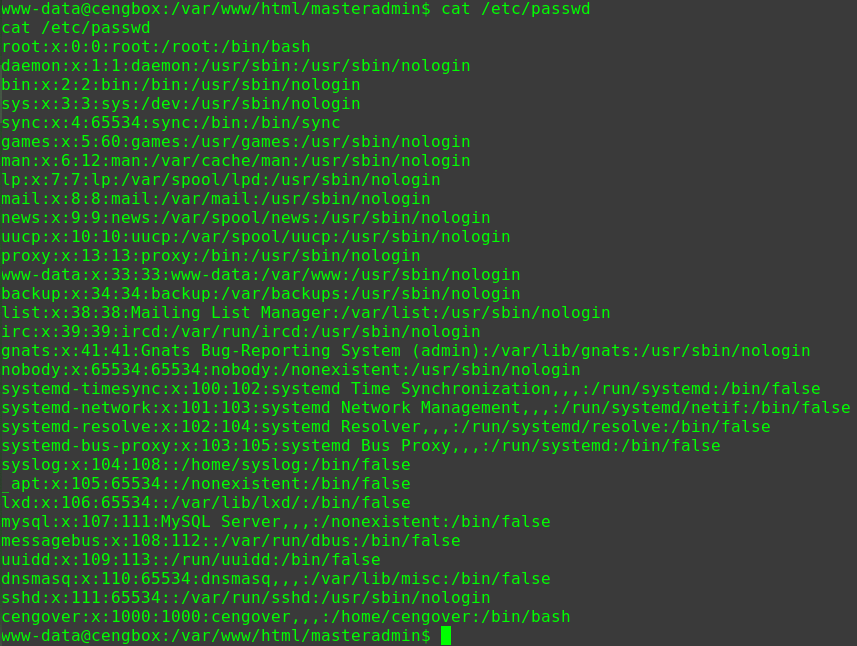 www-data@cengbox:/var/www/html/masteradmin$ cat /etc/passwd
cat /etc/passwd
root:x:0:0:root:/root:/bin/bash
daemon:x:1:1:daemon:/usr/sbin:/usr/sbin/nologin
bin:x:2:2:bin:/bin:/usr/sbin/nologin
sys:x:3:3:sys:/dev:/usr/sbin/nologin
sync:x:4:65534:sync:/bin:/bin/sync
games:x:5:60:games:/usr/games:/usr/sbin/nologin
man:x:6:12:man:/var/cache/man:/usr/sbin/nologin
lp:x:7:7:lp:/var/spool/lpd:/usr/sbin/nologin
mail:x:8:8:mail:/var/mail:/usr/sbin/nologin
news:x:9:9:news:/var/spool/news:/usr/sbin/nologin
uucp:x:10:10:uucp:/var/spool/uucp:/usr/sbin/nologin
proxy:x:13:13:proxy:/bin:/usr/sbin/nologin
www-data:x:33:33:www-data:/var/www:/usr/sbin/nologin
backup:x:34:34:backup:/var/backups:/usr/sbin/nologin
list:x:38:38:Mailing List Manager:/var/list:/usr/sbin/nologin
irc:x:39:39:ircd:/var/run/ircd:/usr/sbin/nologin
gnats:x:41:41:Gnats Bug-Reporting System (admin):/var/lib/gnats:/usr/sbin/nologin
nobody:x:65534:65534:nobody:/nonexistent:/usr/sbin/nologin
systemd-timesync:x:100:102:systemd Time Synchronization,,,:/run/systemd:/bin/false
systemd-network:x:101:103:systemd Network Management,,,:/run/systemd/netif:/bin/false
systemd-resolve:x:102:104:systemd Resolver,,,:/run/systemd/resolve:/bin/false
systemd-bus-proxy:x:103:105:systemd Bus Proxy,,,:/run/systemd:/bin/false
syslog:x:104:108::/home/syslog:/bin/false
_apt:x:105:65534::/nonexistent:/bin/false
lxd:x:106:65534::/var/lib/lxd/:/bin/false
mysql:x:107:111:MySQL Server,,,:/nonexistent:/bin/false
messagebus:x:108:112::/var/run/dbus:/bin/false
uuidd:x:109:113::/run/uuidd:/bin/false
dnsmasq:x:110:65534:dnsmasq,,,:/var/lib/misc:/bin/false
sshd:x:111:65534::/var/run/sshd:/usr/sbin/nologin
cengover:x:1000:1000:cengover,,,:/home/cengover:/bin/bash
www-data@cengbox:/var/www/html/masteradmin$